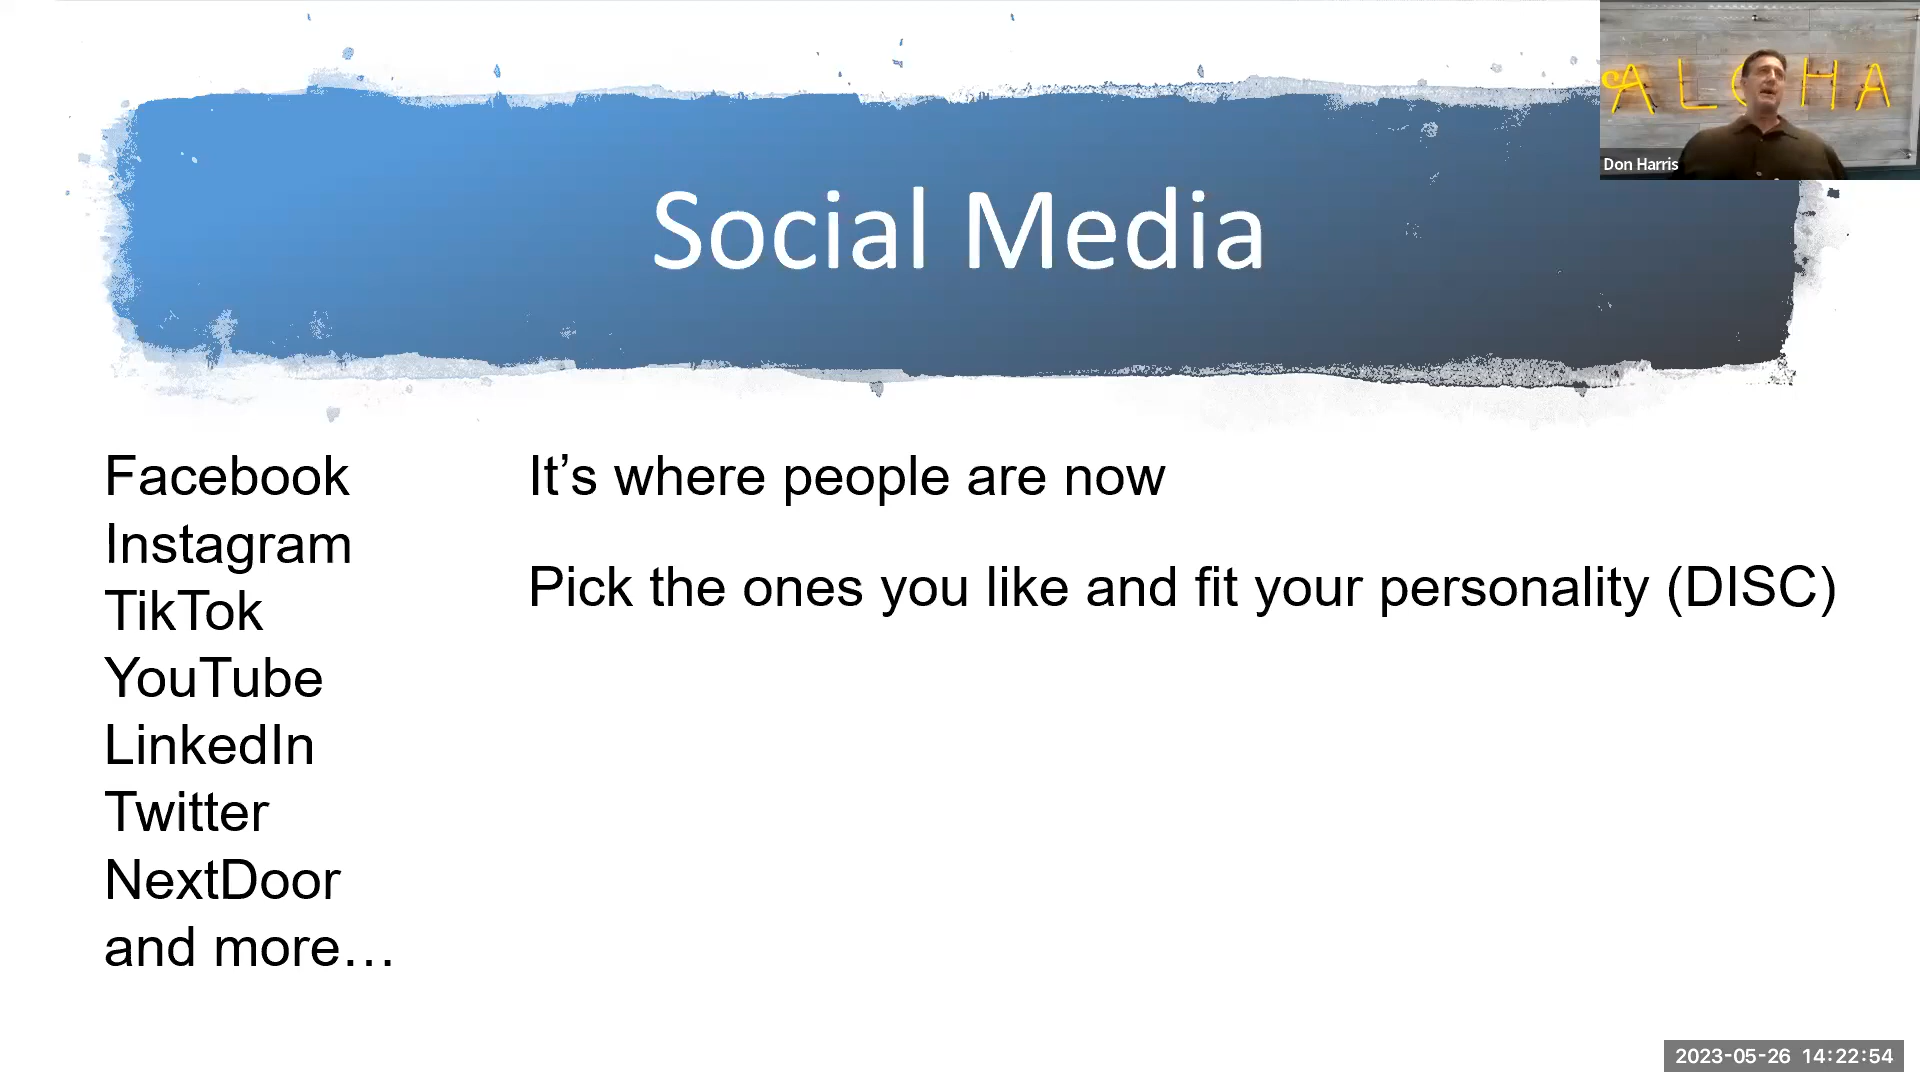 ALOHA
Don Harris
Social Media
Facebook
Instagram
TikTok
YouTube
LinkedIn
Twitter
NextDoor
and more…
It’s where people are now
Pick the ones you like and fit your personality (DISC)
2023-05-26 14:22:54